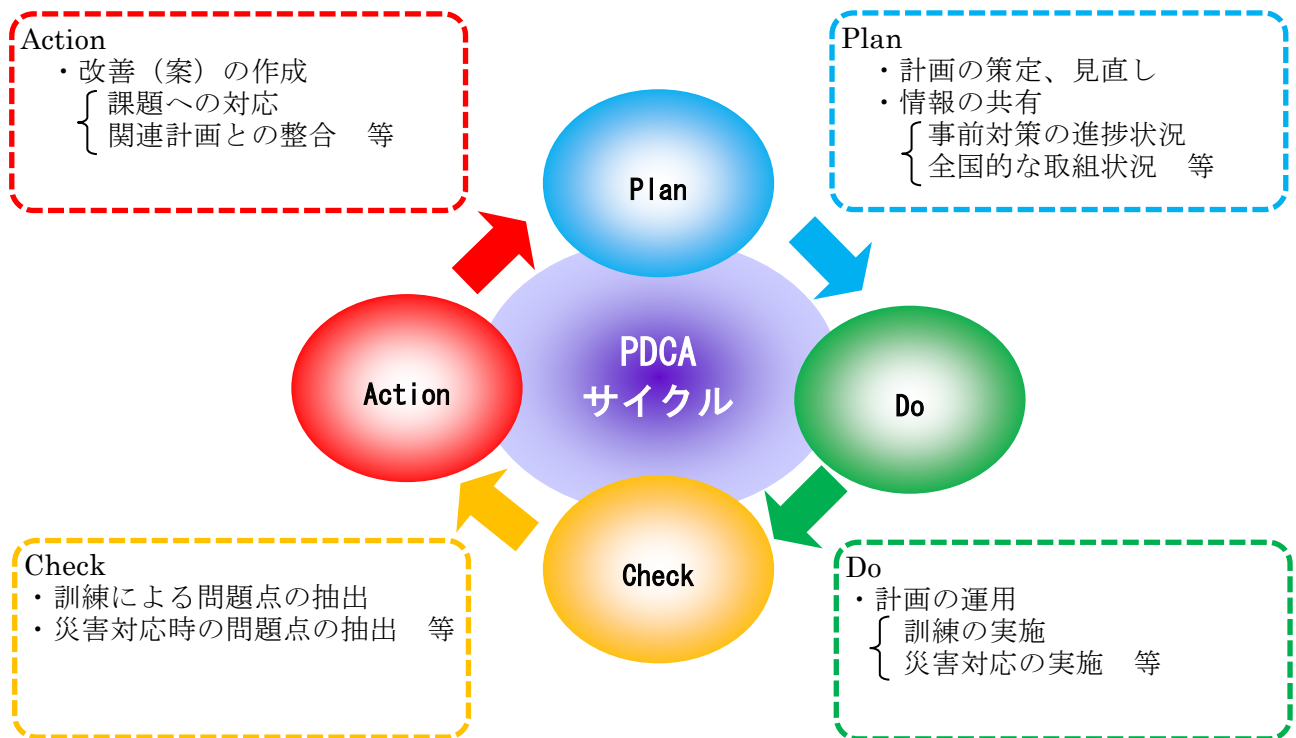 Action
・改善（案）の作成
課題への対応
関連計画との整合　等
Plan
・計画の策定、見直し
・情報の共有
事前対策の進捗状況
全国的な取組状況　等
Plan
PDCA
サイクル
Action
Do
Check
Check
・訓練による問題点の抽出
・災害対応時の問題点の抽出　等
Do
・計画の運用
訓練の実施
災害対応の実施　等